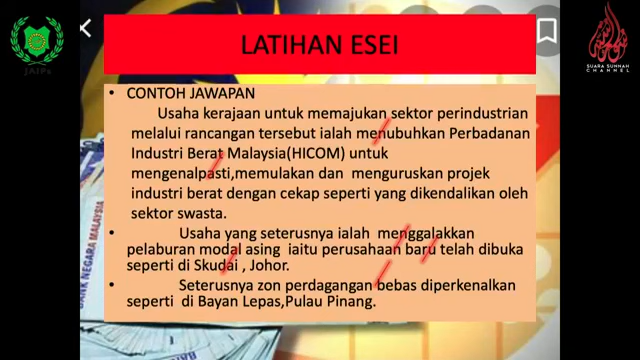 LATIHAN ESEI
JAIPs
SUARA SUNNAH
CHANNEL
• CONTOH JAWAPAN
Usaha kerajaan untuk memajukan sektor perindustrian
melalui rancangan tersebut ialah menubuhkan Perbadanan
Industri Berat Malaysia(HICOM) untuk
mengenalpasti,memulakan dan menguruskan projek
industri berat dengan cekap seperti yang dikendalikan oleh
sektor swasta.
• Usaha yang seterusnya ialah menggalakkan
pelaburan modal asing iaitu perusahaan baru telah dibuka
seperti di Skudai , Johor.
• Seterusnya zon perdagangan bebas diperkenalkan
seperti di Bayan Lepas,Pulau Pinang.
BANK NEGARA MALAYSIA